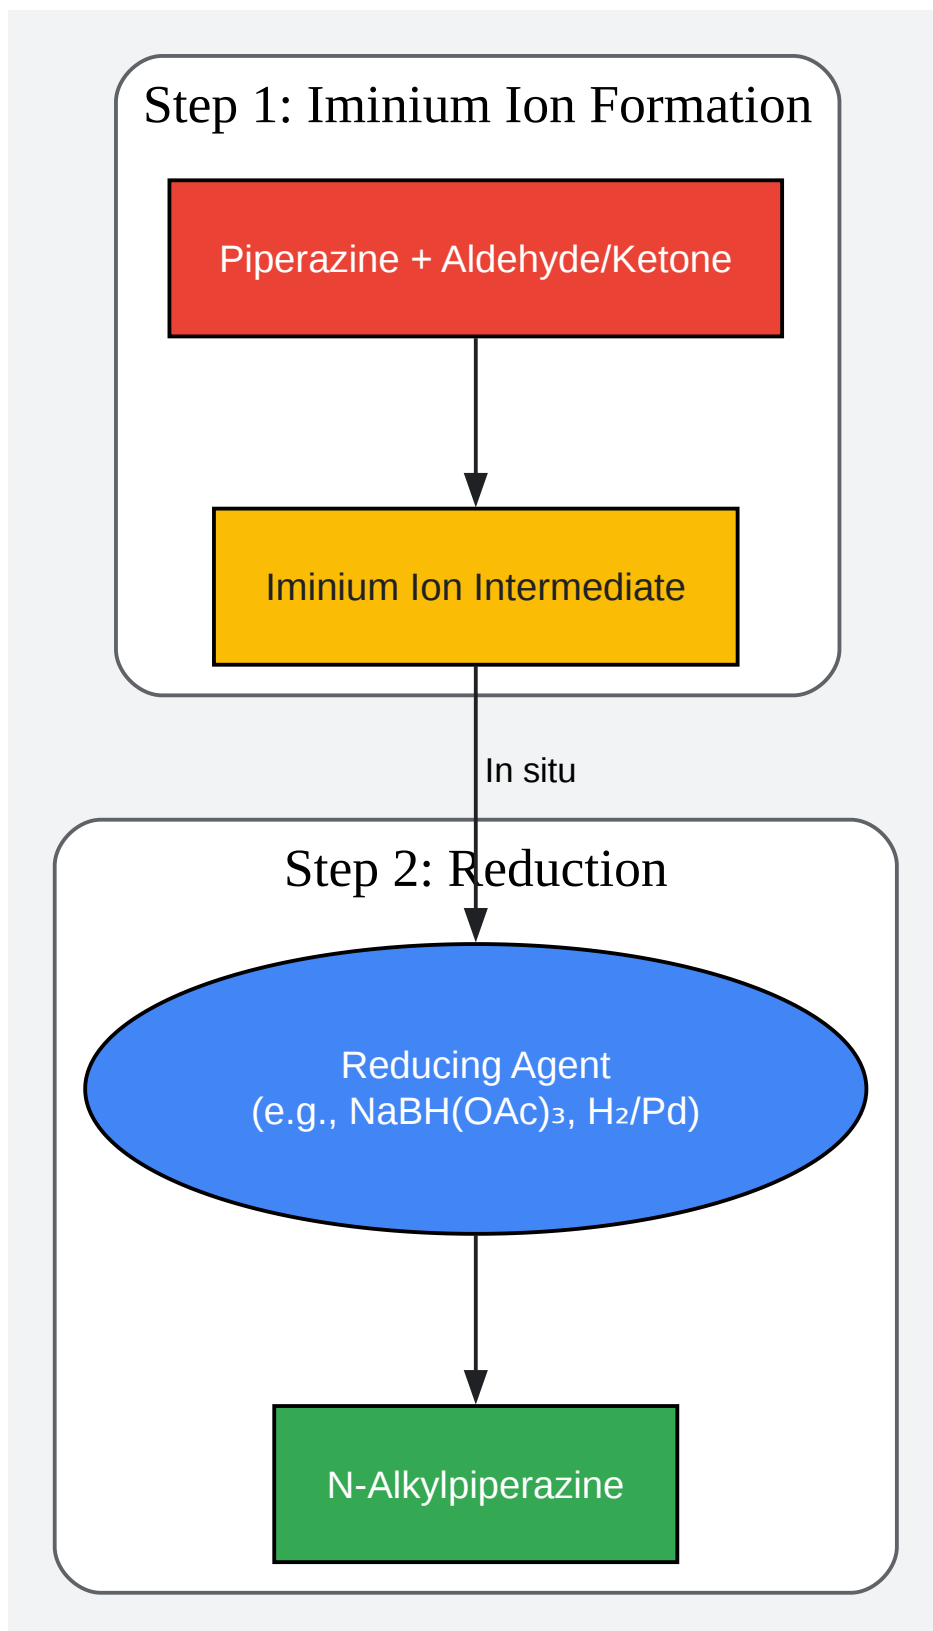 Step 1: Iminium Ion Formation
Piperazine + Aldehyde/Ketone
Iminium Ion Intermediate
In situ
Step 2: Reduction
Reducing Agent
(e.g., NaBH(OAc)₃, H₂/Pd)
N-Alkylpiperazine